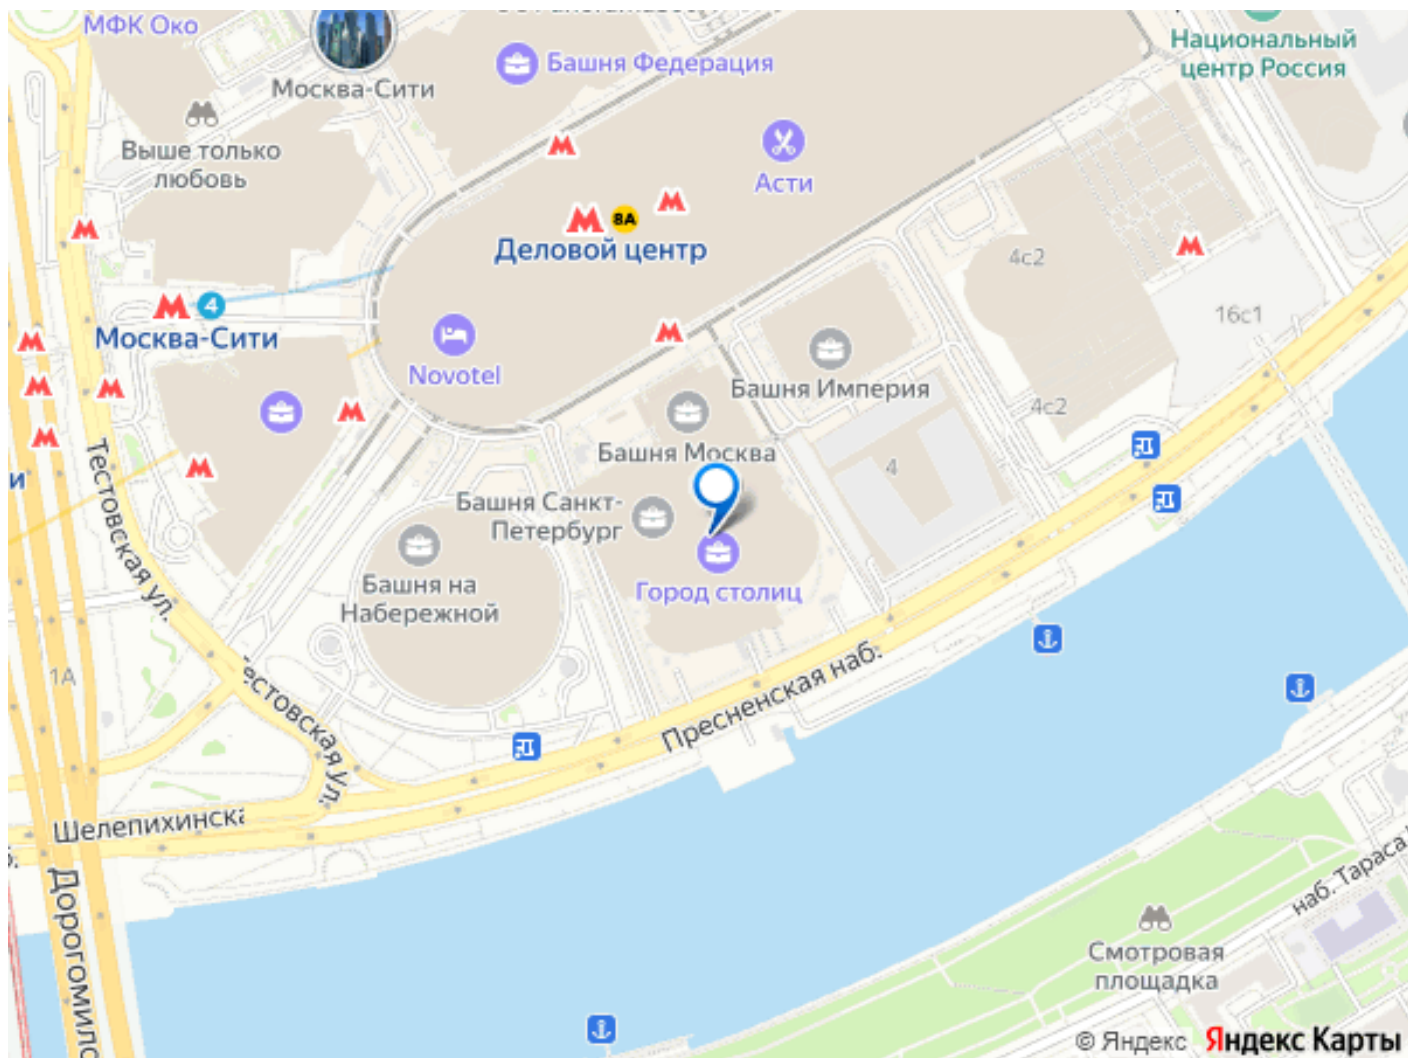 МФК Око
Башня Федерация
Национальный
центр Россия
Москва-Сити
Выше только
любовь
Асти
8А
Деловой центр
4с2
4
Москва-Сити
16с1
Novotel
Башня Империя
4с2
Башня Москва
4
и
Тестовская ул.
Башня Санкт-
Петербург
Башня на
Набережной
Город столиц
1А
Тестовская ул.
Пресненская наб.
Шелепихинска
Дорогомило
наб. Тараса
Смотровая
площадка
© Яндекс Яндекс Карты